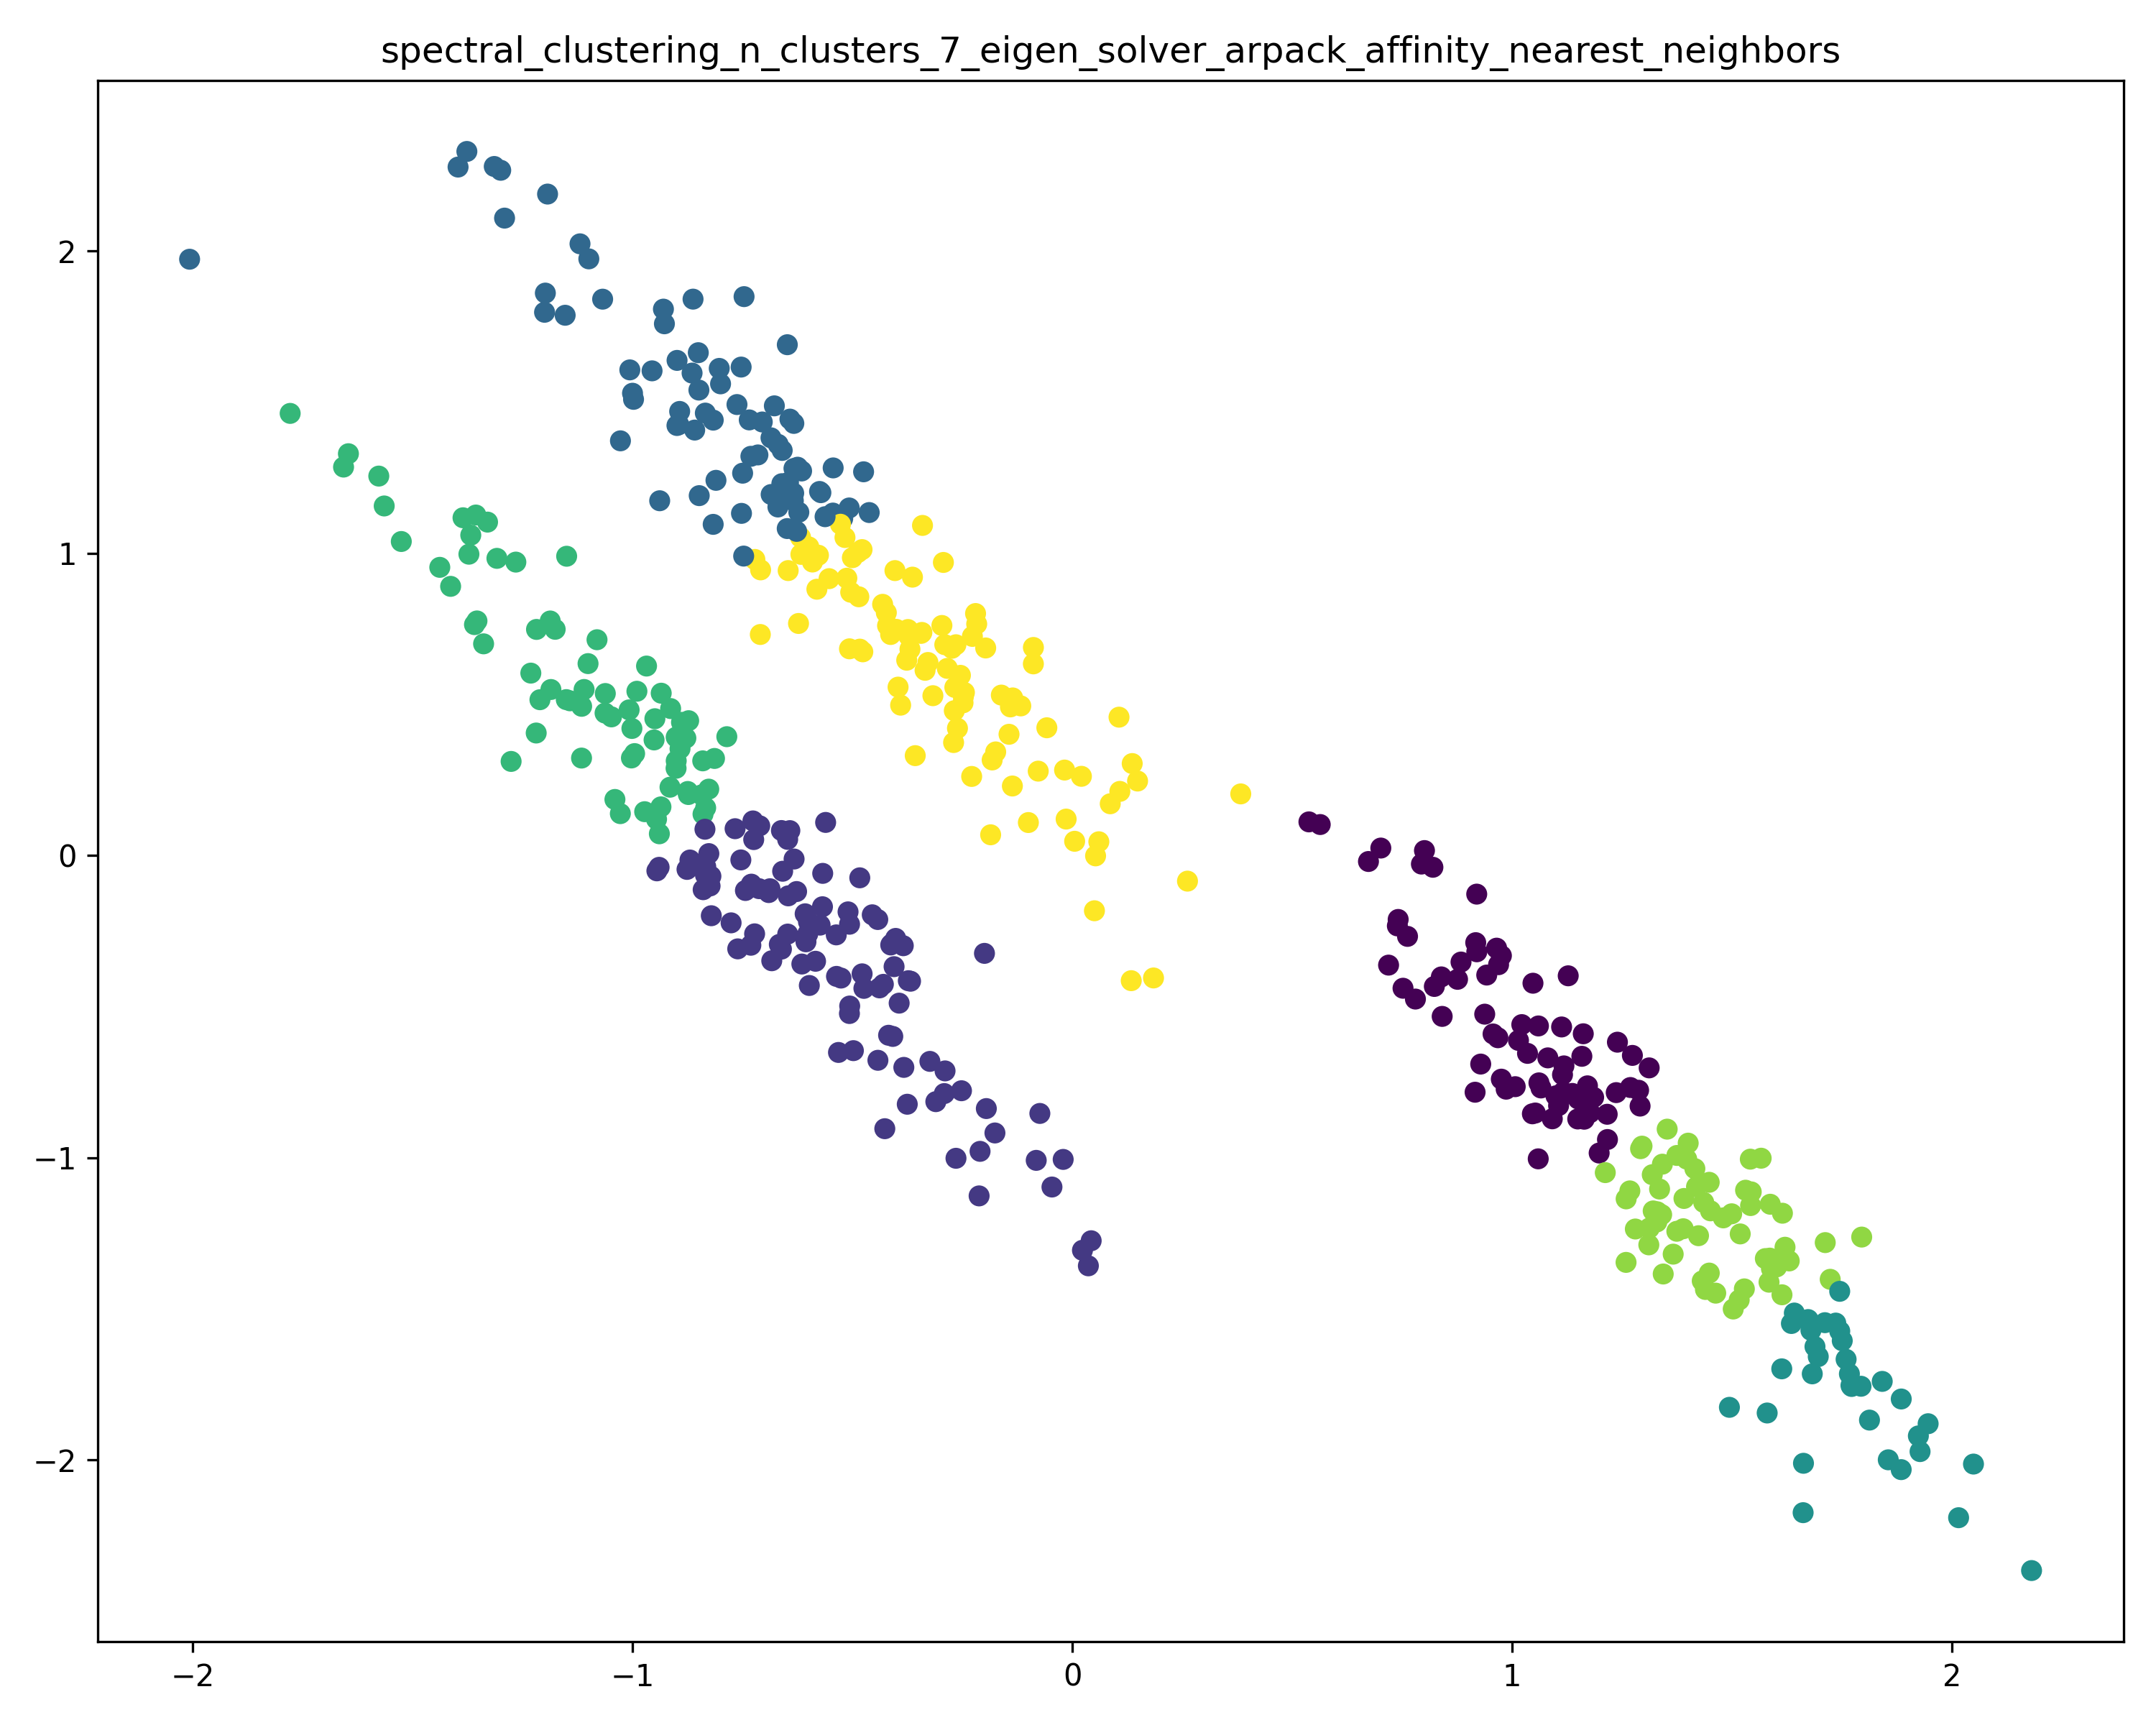 spectral_clustering_n_clusters_7_eigen_solver_arpack_affinity_nearest_neighbors
2
1
0
−1
−2
−2 −1 0 1 2